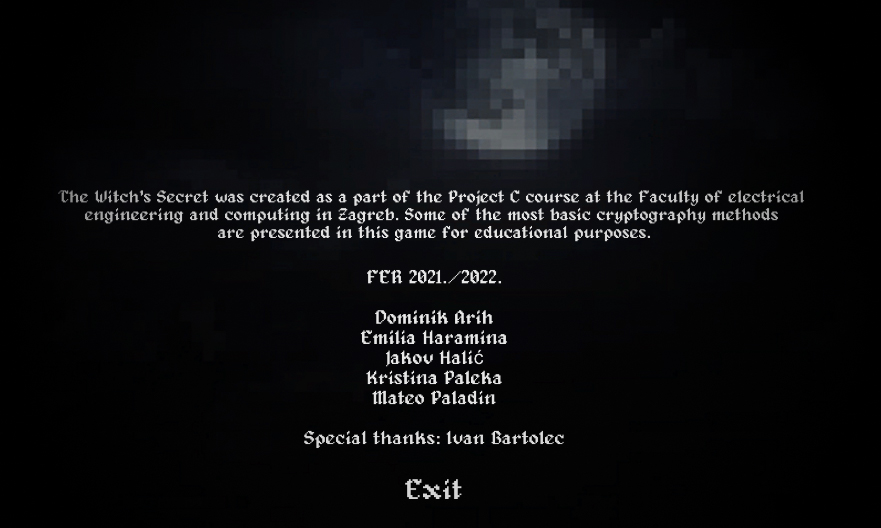 The Witch's Secret was created as a part of the Project C course at the Faculty of electrical
engineering and computing in Zagreb. Some of the most basic cryptography methods
are presented in this game for educational purposes.
FER 2021./2022.
Dominik Arih
Emilia Haramina
Jakov Halić
Kristina Paleka
Mateo Paladin
Special thanks: Ivan Bartolec
Exit